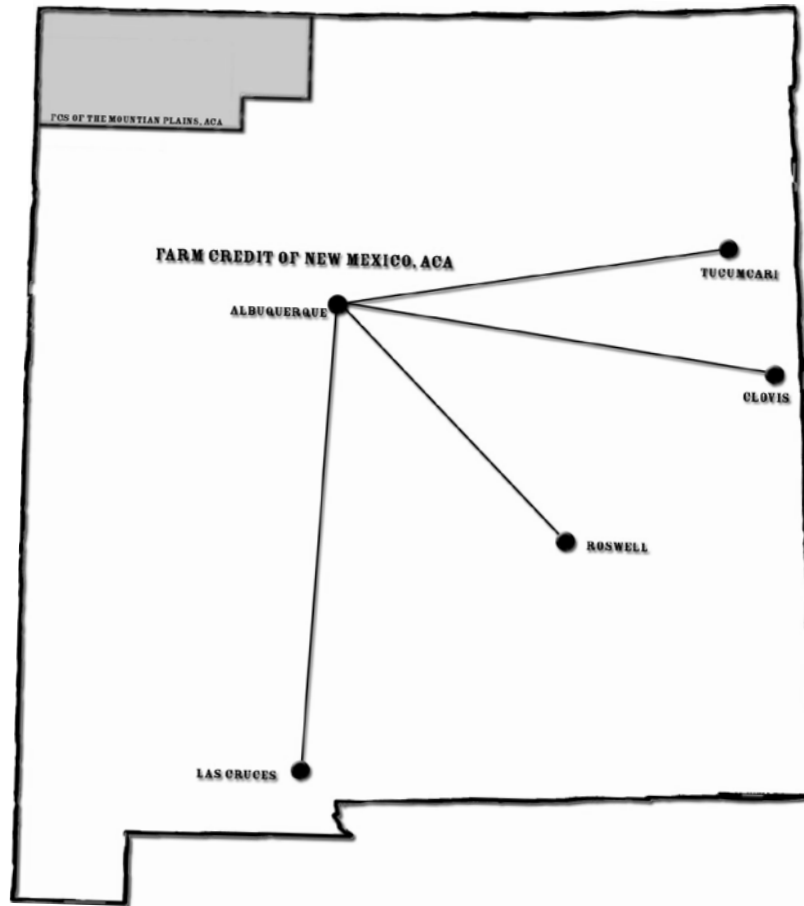 FCS OF THE MOUNTIAN PLAINS, ACA
FARM CREDIT OF NEW MEXICO, ACA
TUCUMCARI
ALBUQUERQUE
CLOVIS
ROSWELL
LAS CRUCES